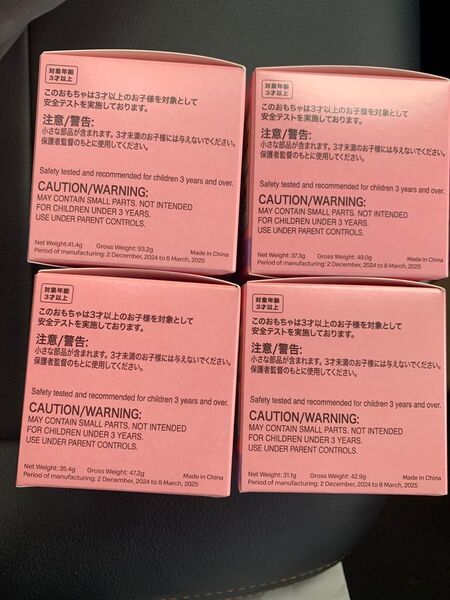 対象年齢
3才以上
このおもちゃは3才以上のお子様を対象として
安全テストを実施しております。
注意/警告:
小さな部品が含まれます。3才未満のお子様には与えないでください。
保護者監督のもとに使用してください。
Safety tested and recommended for children 3 years and over.
CAUTION/WARNING:
MAY CONTAIN SMALL PARTS. NOT INTENDED
FOR CHILDREN UNDER 3 YEARS.
USE UNDER PARENT CONTROLS.
Net Weight:41.4g Gross Weight: 53.2g Made in China
Period of manufacturing: 2 December, 2024 to 8 March, 2025
対象年齢
3才以上
このおもちゃは3才以上のお子様を対象として
安全テストを実施しております。
注意/警告:
小さな部品が含まれます。3才未満のお子様には与えないでください。
保護者監督のもとに使用してください。
Safety tested and recommended for children 3 years and over.
CAUTION/WARNING:
MAY CONTAIN SMALL PARTS. NOT INTENDED
FOR CHILDREN UNDER 3 YEARS.
USE UNDER PARENT CONTROLS.
Net Weight: 37.3g Gross Weight: 49.0g Made in China
Period of manufacturing: 2 December, 2024 to 8 March, 2025
対象年齢
3才以上
このおもちゃは3才以上のお子様を対象として
安全テストを実施しております。
注意/警告:
小さな部品が含まれます。3才未満のお子様には与えないでください。
保護者監督のもとに使用してください。
Safety tested and recommended for children 3 years and over.
CAUTION/WARNING:
MAY CONTAIN SMALL PARTS. NOT INTENDED
FOR CHILDREN UNDER 3 YEARS.
USE UNDER PARENT CONTROLS.
Net Weight: 35.4g Gross Weight: 47.2g Made in China
Period of manufacturing: 2 December, 2024 to 8 March, 2025
対象年齢
3才以上
このおもちゃは3才以上のお子様を対象として
安全テストを実施しております。
注意/警告:
小さな部品が含まれます。3才未満のお子様には与えないでください。
保護者監督のもとに使用してください。
Safety tested and recommended for children 3 years and over.
CAUTION/WARNING:
MAY CONTAIN SMALL PARTS. NOT INTENDED
FOR CHILDREN UNDER 3 YEARS.
USE UNDER PARENT CONTROLS.
Net Weight: 31.1g Gross Weight: 42.9g Made in China
Period of manufacturing: 2 December, 2024 to 8 March, 2025